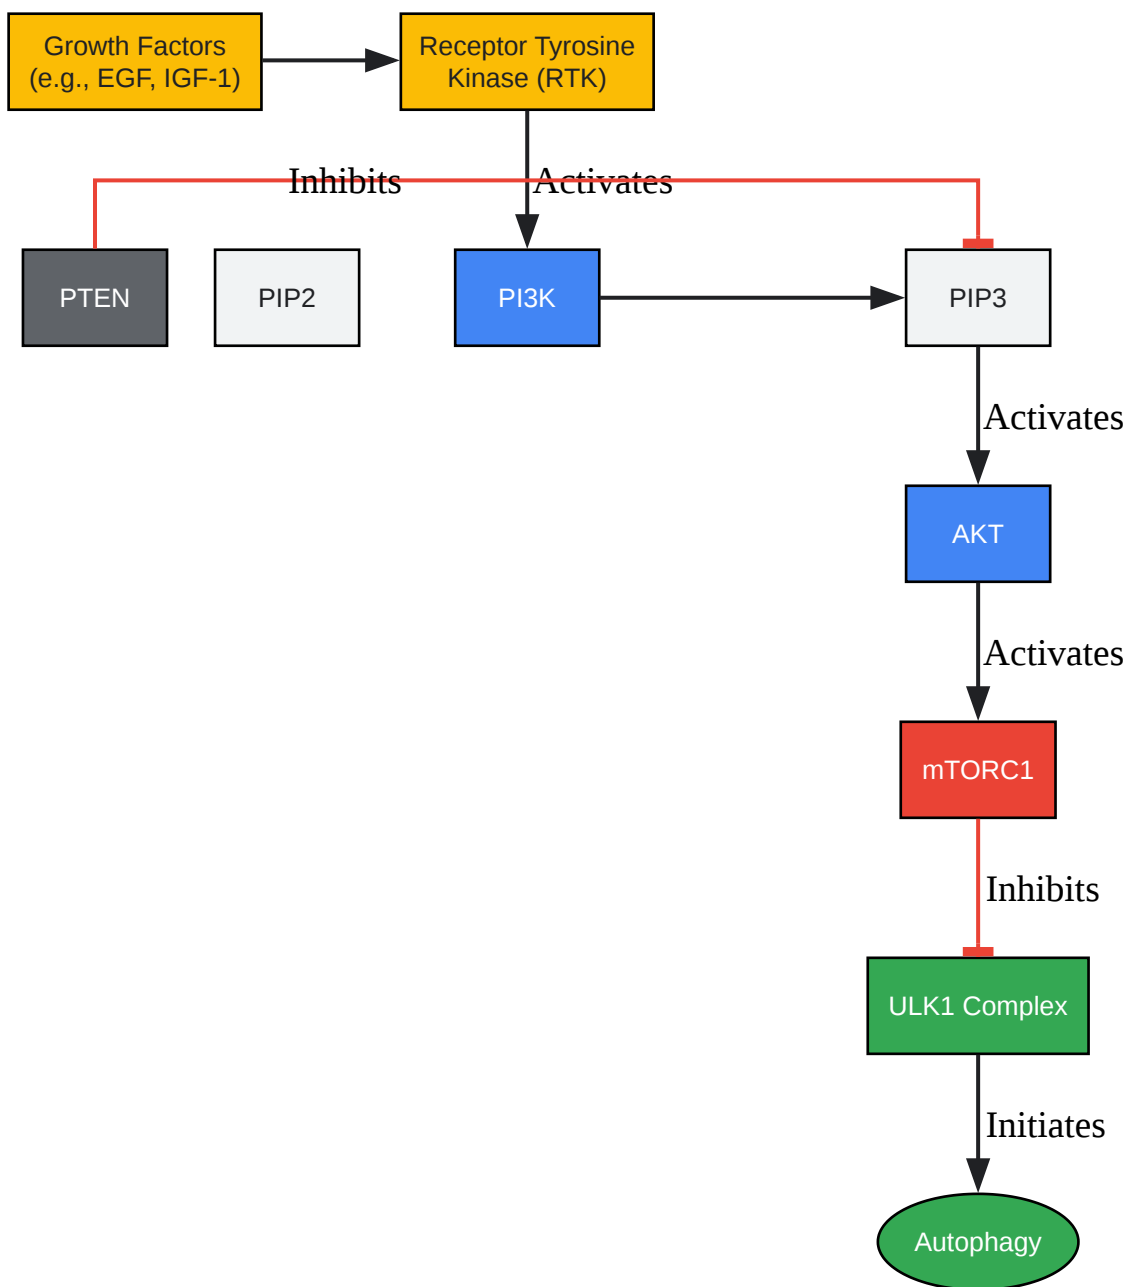 Growth Factors
(e.g., EGF, IGF-1)
Receptor Tyrosine
Kinase (RTK)
Inhibits
Activates
PTEN
PIP2
PI3K
PIP3
Activates
AKT
Activates
mTORC1
Inhibits
ULK1 Complex
Initiates
Autophagy